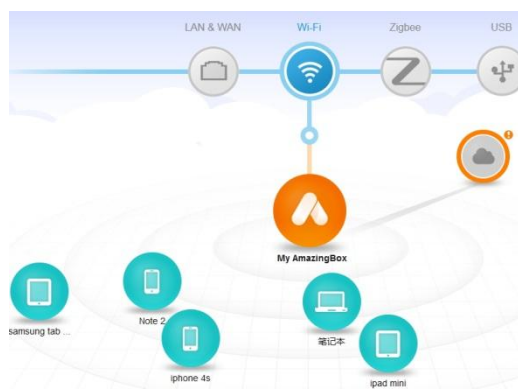 LAN & WAN
Wi-Fi
Zigbee
USB
My AmazingBox
samsung tab ...
Note 2
iphone 4s
笔记本
ipad mini